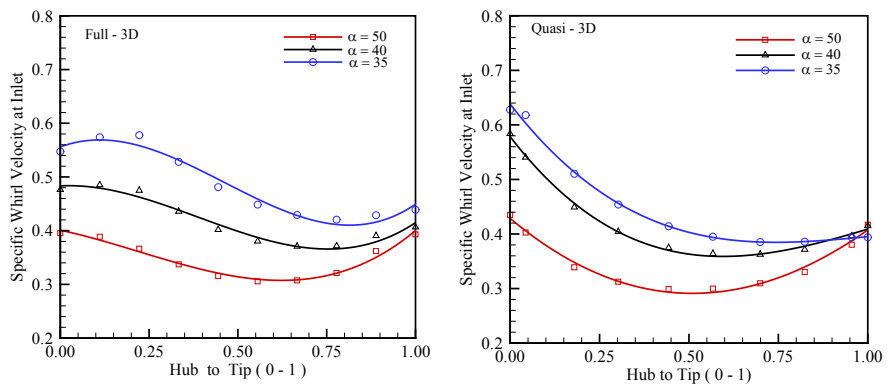 Full - 3D
α = 50
α = 40
α = 35
Specific Whirl Velocity at Inlet
0.8
0.7
0.6
0.5
0.4
0.3
0.2
0.00
0.25
0.50
0.75
1.00
Hub to Tip ( 0 - 1 )
Quasi - 3D
α = 50
α = 40
α = 35
Specific Whirl Velocity at Inlet
0.8
0.7
0.6
0.5
0.4
0.3
0.2
0.00
0.25
0.50
0.75
1.00
Hub to Tip ( 0 - 1 )